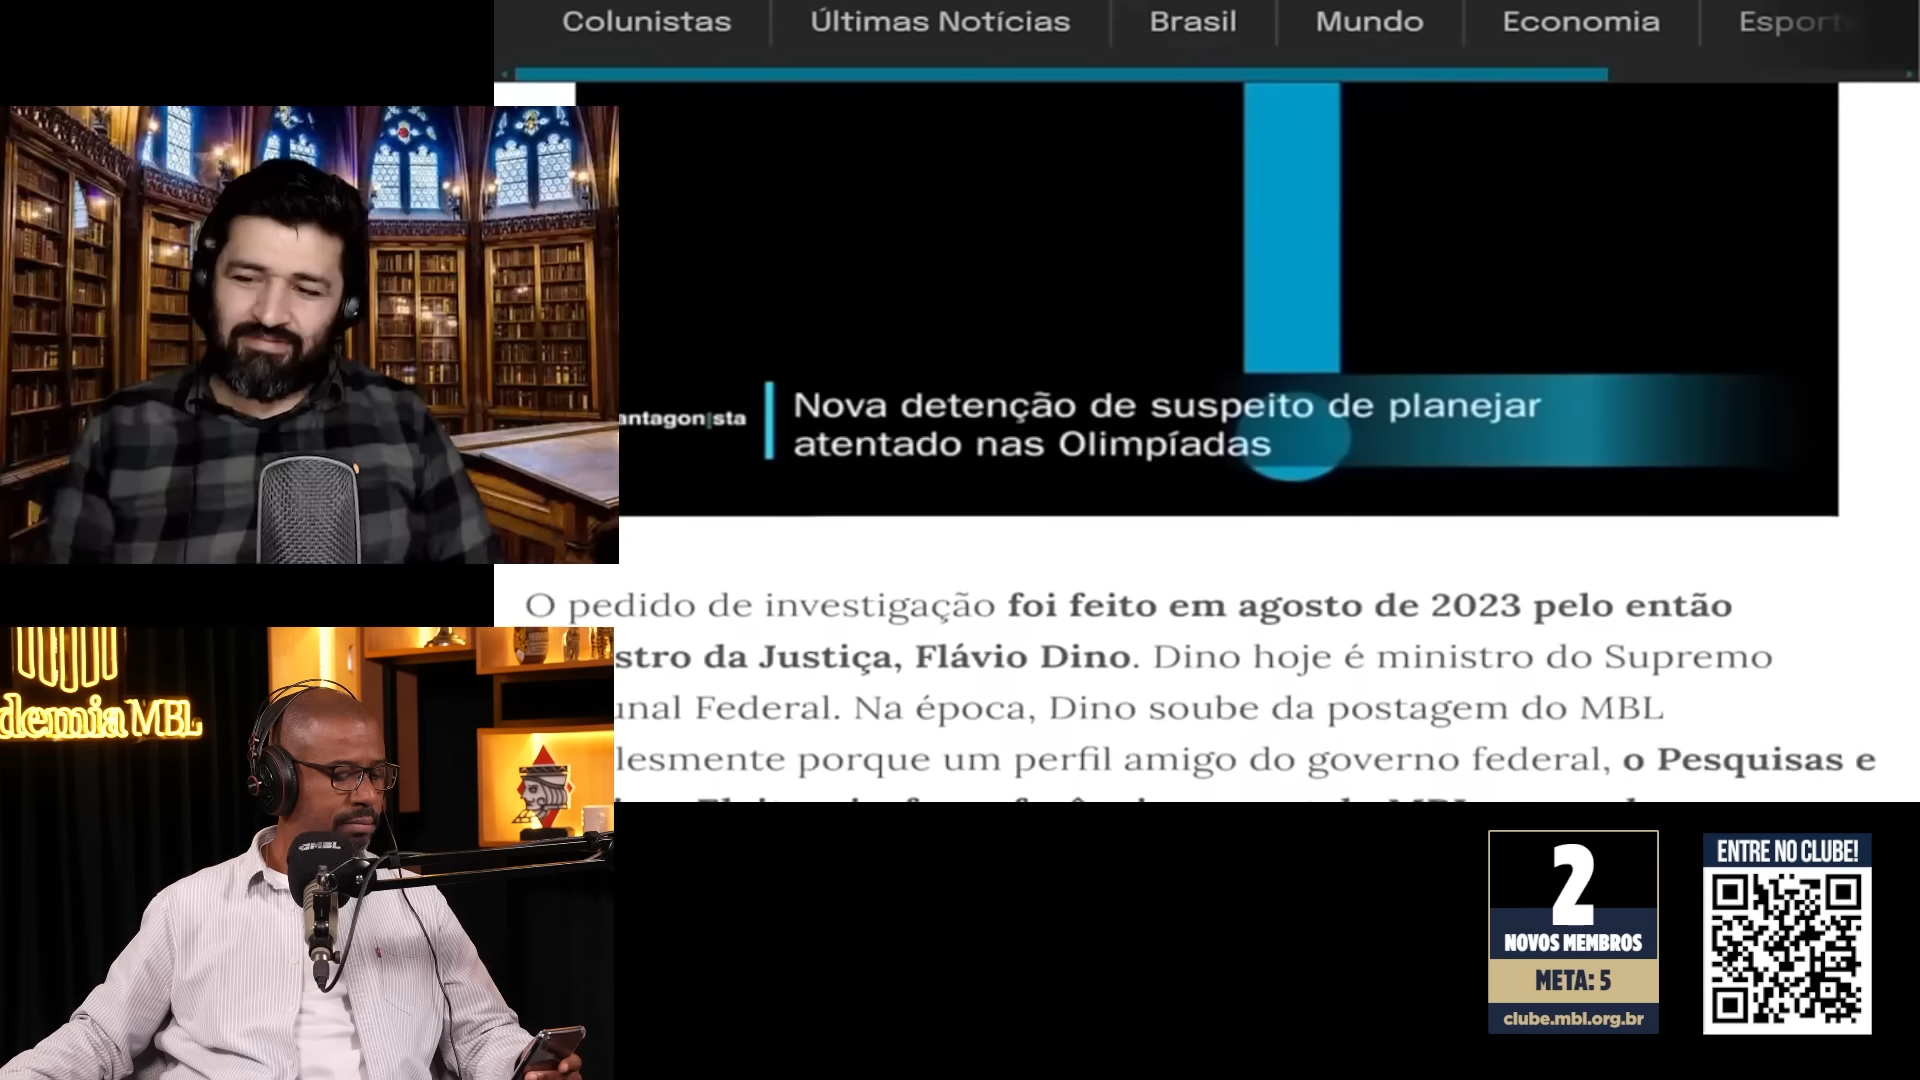 Colunistas
Últimas Notícias
Brasil
Mundo
Economia
Esport
antagon|sta
Nova detenção de suspeito de planejar
atentado nas Olimpíadas
O pedido de investigação foi feito em agosto de 2023 pelo então
stro da Justiça, Flávio Dino. Dino hoje é ministro do Supremo
unal Federal. Na época, Dino soube da postagem do MBL
lesmente porque um perfil amigo do governo federal, o Pesquisas e
demia MBL
MBL
2
NOVOS MEMBROS
META: 5
clube.mbl.org.br
ENTRE NO CLUBE!